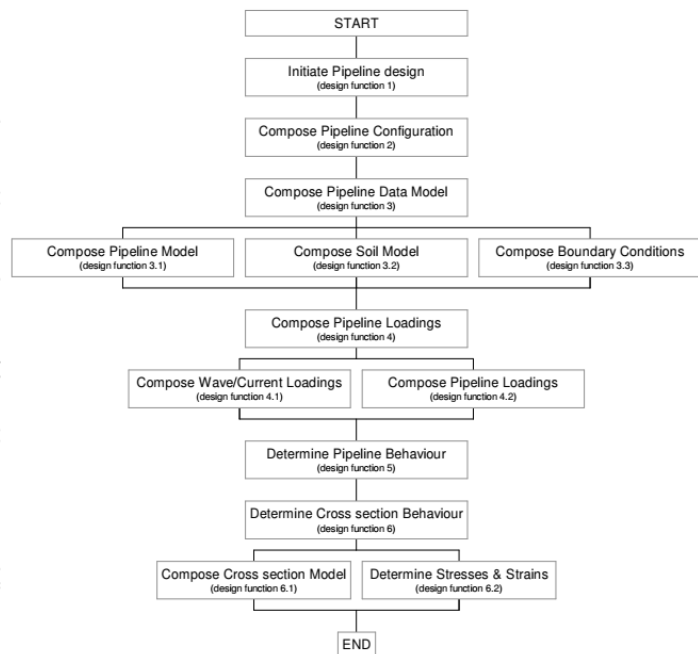 START
Initiate Pipeline design
(design function 1)
Compose Pipeline Configuration
(design function 2)
Compose Pipeline Data Model
(design function 3)
Compose Pipeline Model
(design function 3.1)
Compose Soil Model
(design function 3.2)
Compose Boundary Conditions
(design function 3.3)
Compose Pipeline Loadings
(design function 4)
Compose Wave/Current Loadings
(design function 4.1)
Compose Pipeline Loadings
(design function 4.2)
Determine Pipeline Behaviour
(design function 5)
Determine Cross section Behaviour
(design function 6)
Compose Cross section Model
(design function 6.1)
Determine Stresses & Strains
(design function 6.2)
END